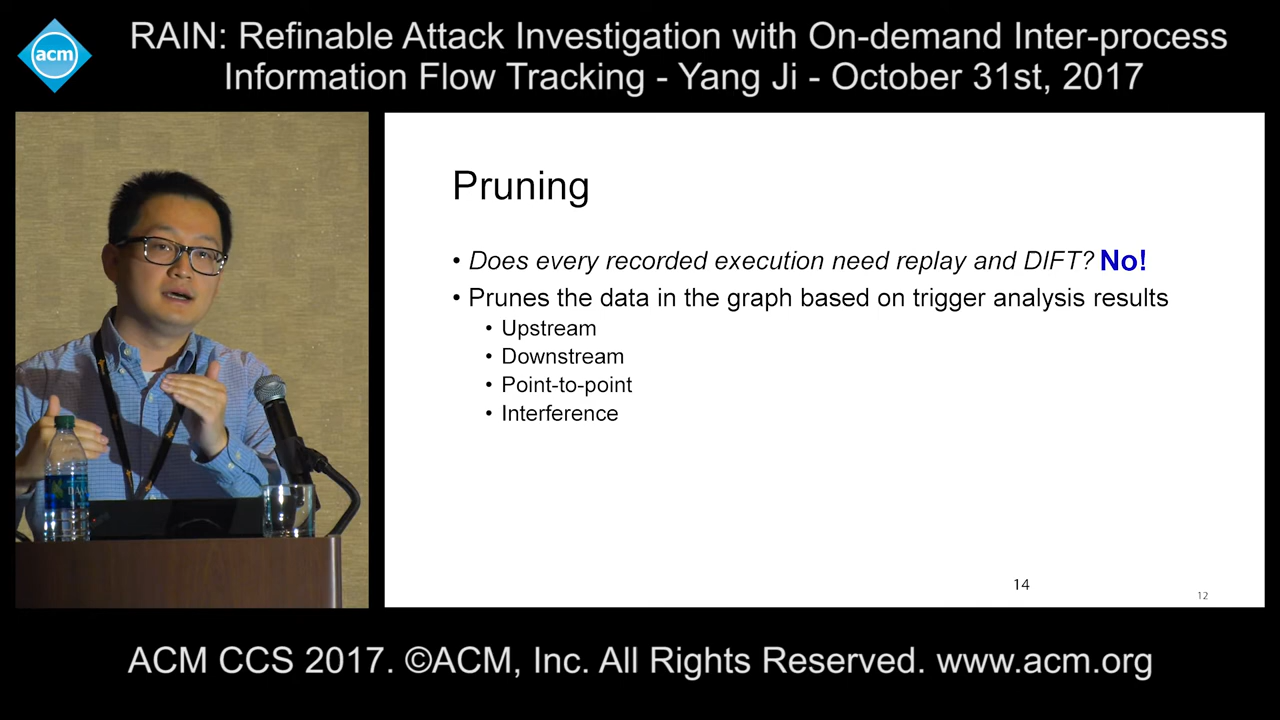 acm
RAIN: Refinable Attack Investigation with On-demand Inter-process
Information Flow Tracking - Yang Ji - October 31st, 2017
Pruning
• Does every recorded execution need replay and DIFT? No!
• Prunes the data in the graph based on trigger analysis results
• Upstream
• Downstream
• Point-to-point
• Interference
14
12
ACM CCS 2017. ©ACM, Inc. All Rights Reserved. www.acm.org